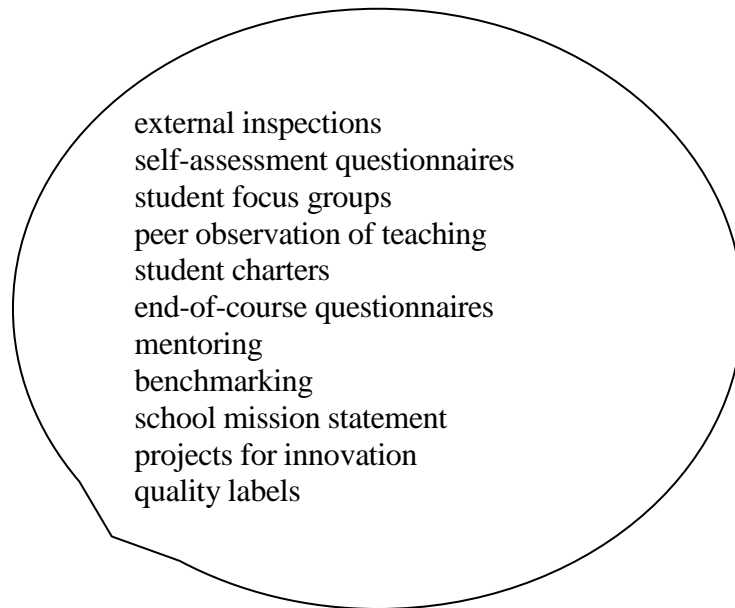 external inspections
self-assessment questionnaires
student focus groups
peer observation of teaching
student charters
end-of-course questionnaires
mentoring
benchmarking
school mission statement
projects for innovation
quality labels